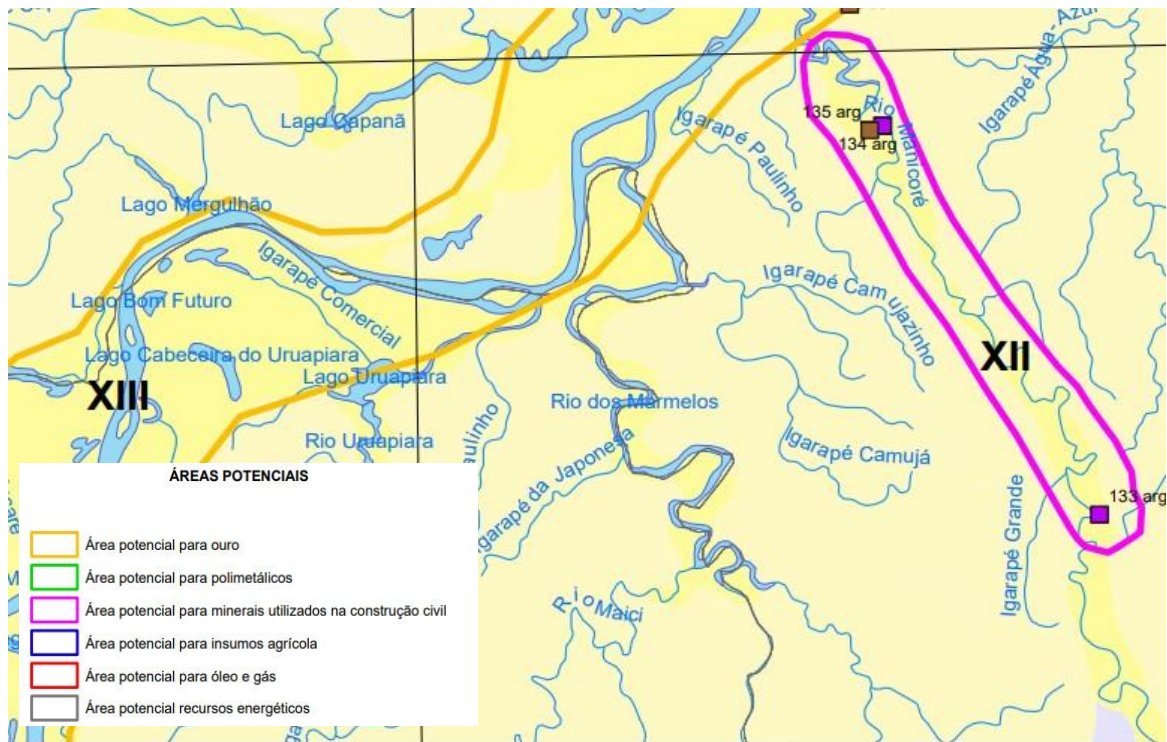 Igarapé Água-Azul
Lago Capanã
135 arg
Rio Manicoré
134 arg
Igarapé Paulinho
Lago Mergulhão
Igarapé Comercial
Igarapé Camujazinho
Lago Bom Futuro
Lago Cabeceira do Uruapiara
XII
Lago Uruapiara
XIII
Rio dos Marmelos
Rio Uruapiara
aulinho
Igarapé da Japonesa
Igarapé Camujá
133 arg
Igarapé Grande
Rio Maici
ÁREAS POTENCIAIS
Área potencial para ouro
Área potencial para polimetálicos
Área potencial para minerais utilizados na construção civil
Área potencial para insumos agrícola
Área potencial para óleo e gás
Área potencial recursos energéticos